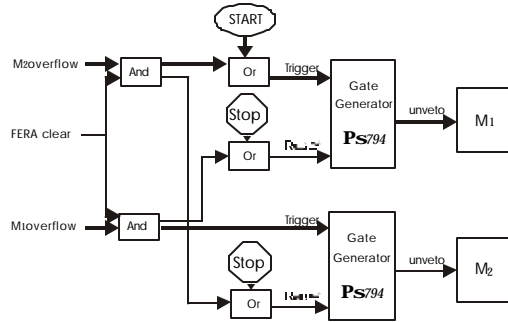 START
M2overflow
And
Or
Trigger
Gate
Generator
Ps794
unveto
M1
Stop
FERA clear
Or
M1overflow
And
Trigger
Gate
Generator
Ps794
unveto
M2
Stop
Or